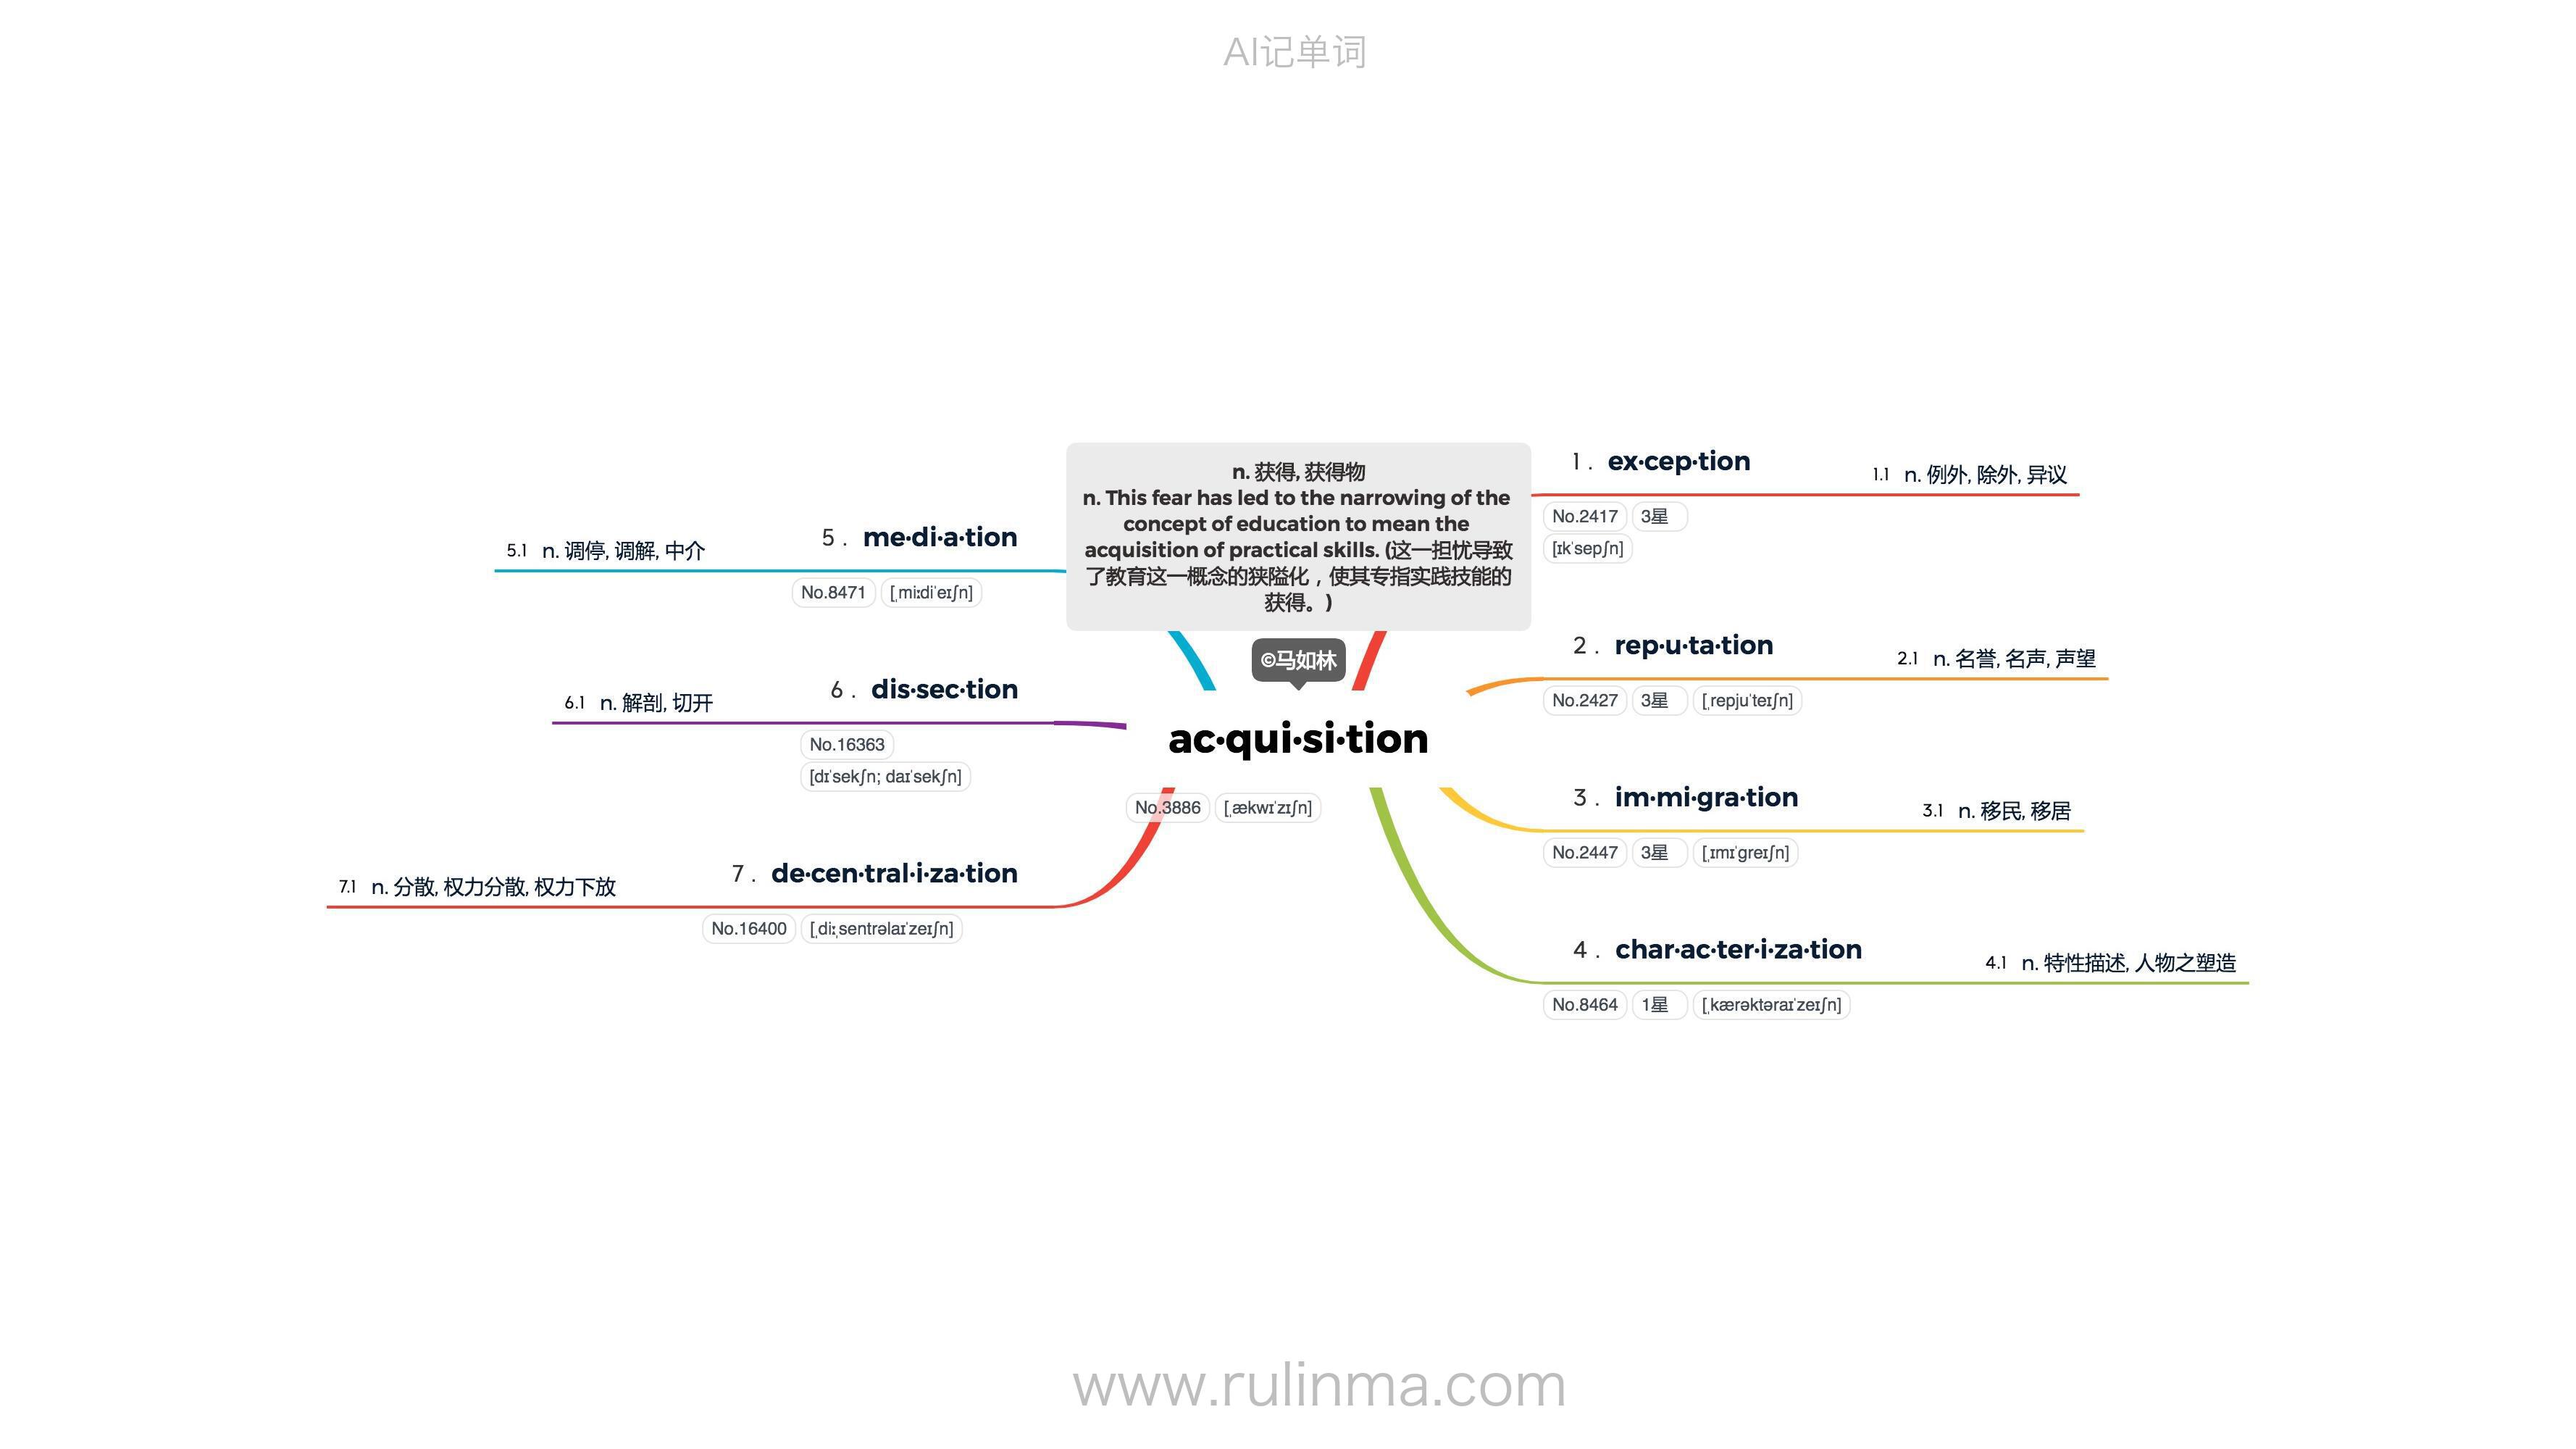 AI记单词
n. 获得, 获得物
n. This fear has led to the narrowing of the
concept of education to mean the
acquisition of practical skills. (这一担忧导致
了教育这一概念的狭隘化，使其专指实践技能的
获得。)
©马如林
ac·qui·si·tion
No.3886 [ˌækwɪˈzɪʃn]
1 . ex·cep·tion 1.1 n. 例外, 除外, 异议
No.2417 3星
[ɪkˈsepʃn]
2 . rep·u·ta·tion 2.1 n. 名誉, 名声, 声望
No.2427 3星 [ˌrepjuˈteɪʃn]
3 . im·mi·gra·tion 3.1 n. 移民, 移居
No.2447 3星 [ˌɪmɪˈɡreɪʃn]
4 . char·ac·ter·i·za·tion 4.1 n. 特性描述, 人物之塑造
No.8464 1星 [ˌkærəktəraɪˈzeɪʃn]
5.1 n. 调停, 调解, 中介 5 . me·di·a·tion
No.8471 [ˌmiːdiˈeɪʃn]
6.1 n. 解剖, 切开 6 . dis·sec·tion
No.16363
[dɪˈsekʃn; daɪˈsekʃn]
7.1 n. 分散, 权力分散, 权力下放 7 . de·cen·tral·i·za·tion
No.16400 [ˌdiːˌsentrəlaɪˈzeɪʃn]
www.rulinma.com